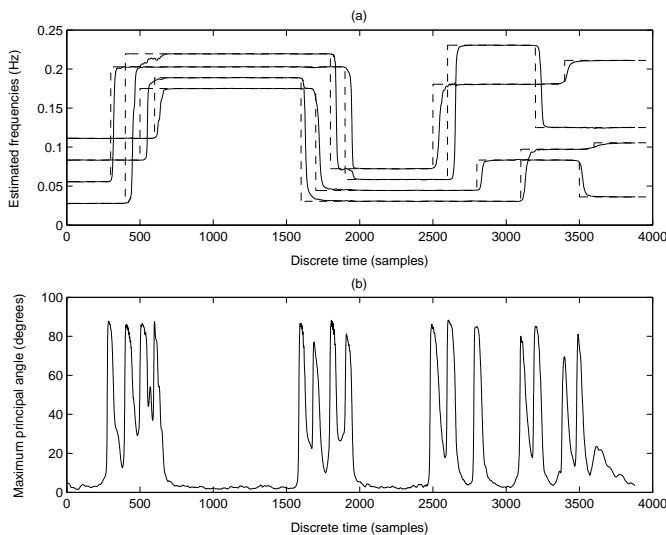 (a)
0.25
0.2
0.15
0.1
0.05
0
Estimated frequencies (Hz)
0 500 1000 1500 2000 2500 3000 3500 4000
Discrete time (samples)
(b)
100
80
60
40
20
0
Maximum principal angle (degrees)
0 500 1000 1500 2000 2500 3000 3500 4000
Discrete time (samples)